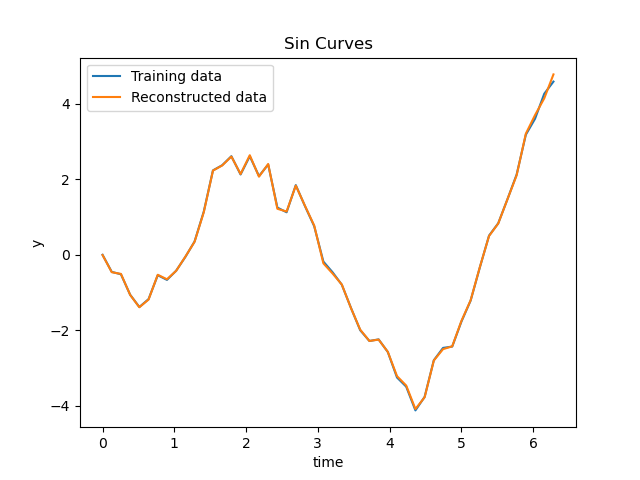 Sin Curves
Training data
Reconstructed data
y
4
2
0
−2
−4
0 1 2 3 4 5 6
time